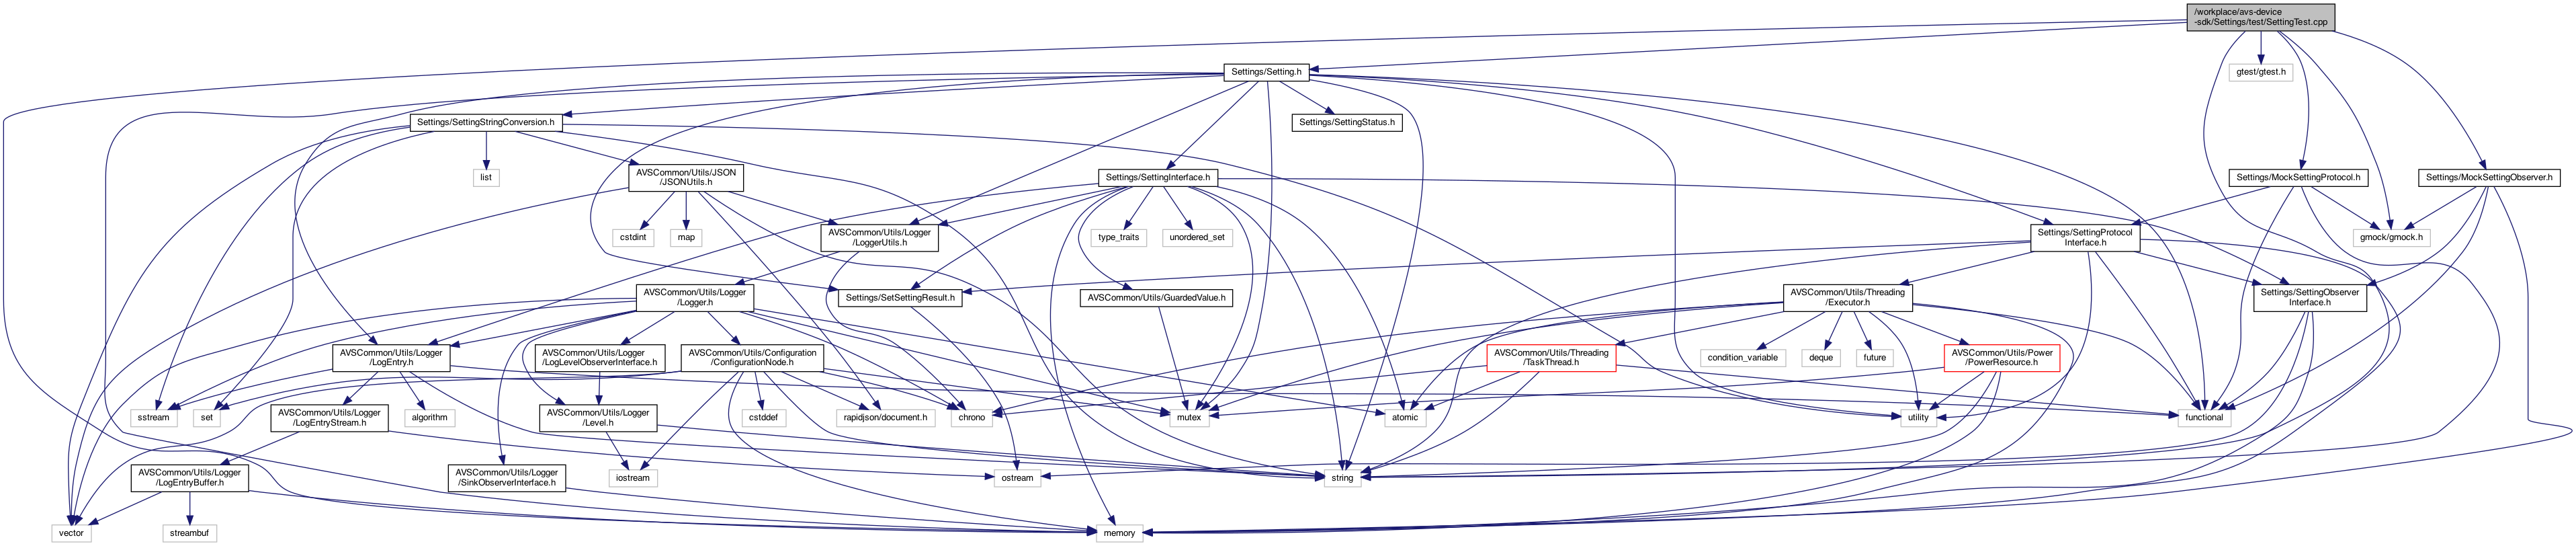 /workplace/avs-device
-sdk/Settings/test/SettingTest.cpp
Settings/Setting.h
gtest/gtest.h
Settings/SettingStringConversion.h
Settings/SettingStatus.h
list
AVSCommon/Utils/JSON
/JSONUtils.h
Settings/SettingInterface.h
Settings/MockSettingProtocol.h
Settings/MockSettingObserver.h
cstdint
map
AVSCommon/Utils/Logger
/LoggerUtils.h
type_traits
unordered_set
Settings/SettingProtocol
Interface.h
gmock/gmock.h
AVSCommon/Utils/Logger
/Logger.h
Settings/SetSettingResult.h
AVSCommon/Utils/GuardedValue.h
AVSCommon/Utils/Threading
/Executor.h
Settings/SettingObserver
Interface.h
AVSCommon/Utils/Logger
/LogEntry.h
AVSCommon/Utils/Logger
/LogLevelObserverInterface.h
AVSCommon/Utils/Configuration
/ConfigurationNode.h
AVSCommon/Utils/Threading
/TaskThread.h
condition_variable
deque
future
AVSCommon/Utils/Power
/PowerResource.h
sstream
set
AVSCommon/Utils/Logger
/LogEntryStream.h
algorithm
AVSCommon/Utils/Logger
/Level.h
cstddef
rapidjson/document.h
chrono
mutex
atomic
utility
functional
AVSCommon/Utils/Logger
/LogEntryBuffer.h
AVSCommon/Utils/Logger
/SinkObserverInterface.h
iostream
ostream
string
vector
streambuf
memory